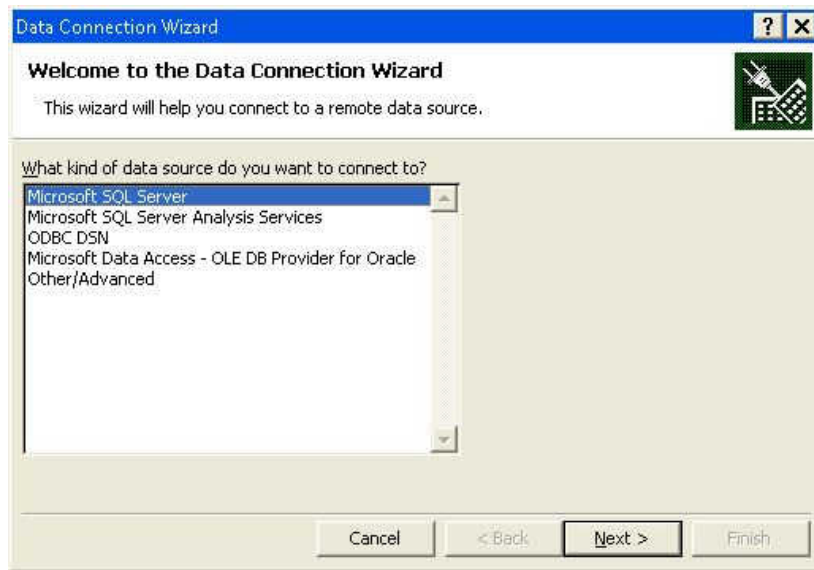 Data Connection Wizard
?
X
Welcome to the Data Connection Wizard
This wizard will help you connect to a remote data source.
What kind of data source do you want to connect to?
Microsoft SQL Server
Microsoft SQL Server Analysis Services
ODBC DSN
Microsoft Data Access - OLE DB Provider for Oracle
Other/Advanced
Cancel < Back Next > Finish